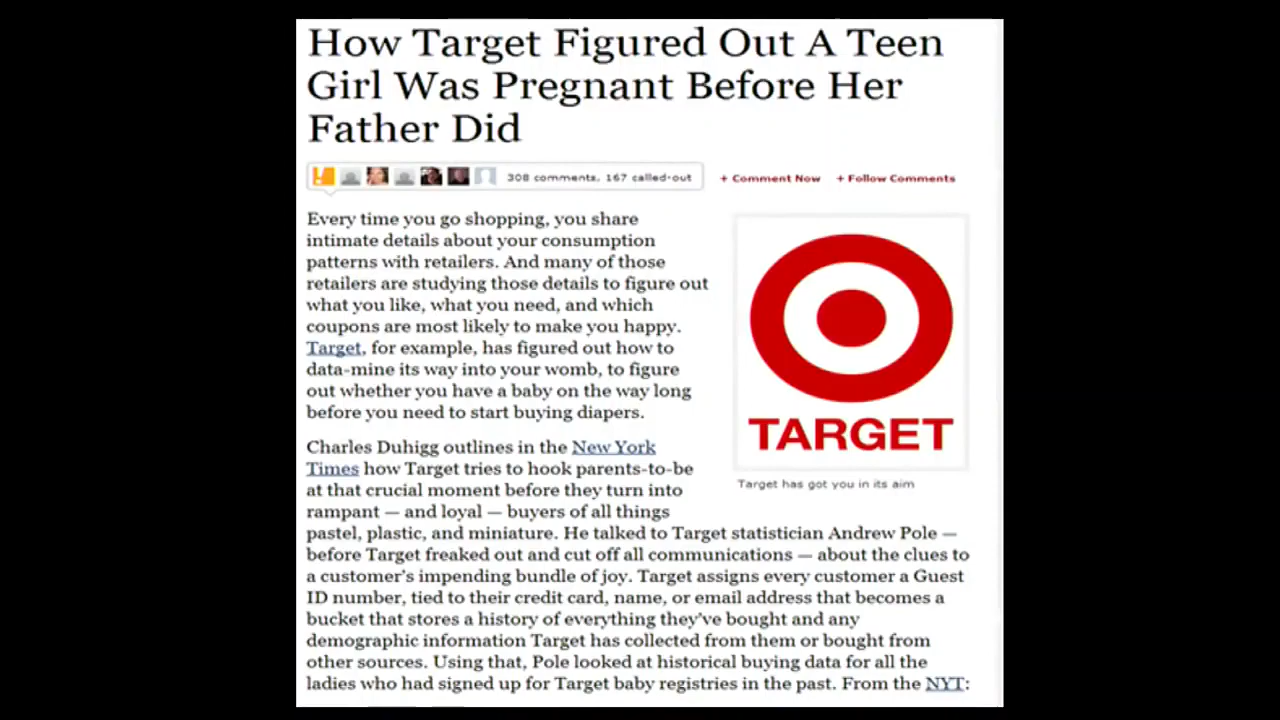 How Target Figured Out A Teen
Girl Was Pregnant Before Her
Father Did
308 comments, 167 called-out
+ Comment Now
+ Follow Comments
Every time you go shopping, you share
intimate details about your consumption
patterns with retailers. And many of those
retailers are studying those details to figure out
what you like, what you need, and which
coupons are most likely to make you happy.
Target, for example, has figured out how to
data-mine its way into your womb, to figure
out whether you have a baby on the way long
before you need to start buying diapers.
TARGET
Target has got you in its aim
Charles Duhigg outlines in the New York
Times how Target tries to hook parents-to-be
at that crucial moment before they turn into
rampant — and loyal — buyers of all things
pastel, plastic, and miniature. He talked to Target statistician Andrew Pole —
before Target freaked out and cut off all communications — about the clues to
a customer's impending bundle of joy. Target assigns every customer a Guest
ID number, tied to their credit card, name, or email address that becomes a
bucket that stores a history of everything they've bought and any
demographic information Target has collected from them or bought from
other sources. Using that, Pole looked at historical buying data for all the
ladies who had signed up for Target baby registries in the past. From the NYT: